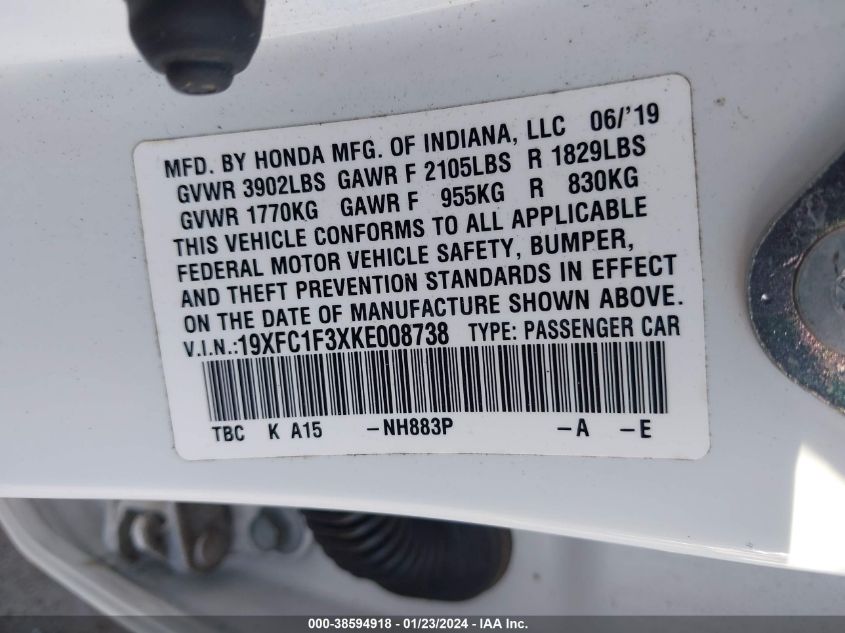 MFD. BY HONDA MFG. OF INDIANA, LLC 06/'19
GVWR 3902LBS GAWR F 2105LBS R 1829LBS
GVWR 1770KG GAWR F 955KG R 830KG
THIS VEHICLE CONFORMS TO ALL APPLICABLE
FEDERAL MOTOR VEHICLE SAFETY, BUMPER,
AND THEFT PREVENTION STANDARDS IN EFFECT
ON THE DATE OF MANUFACTURE SHOWN ABOVE.
V.I.N.:19XFC1F3XKE008738 TYPE: PASSENGER CAR
TBC K A15 –NH883P –A –E
000-38594918 - 01/23/2024 - IAA Inc.